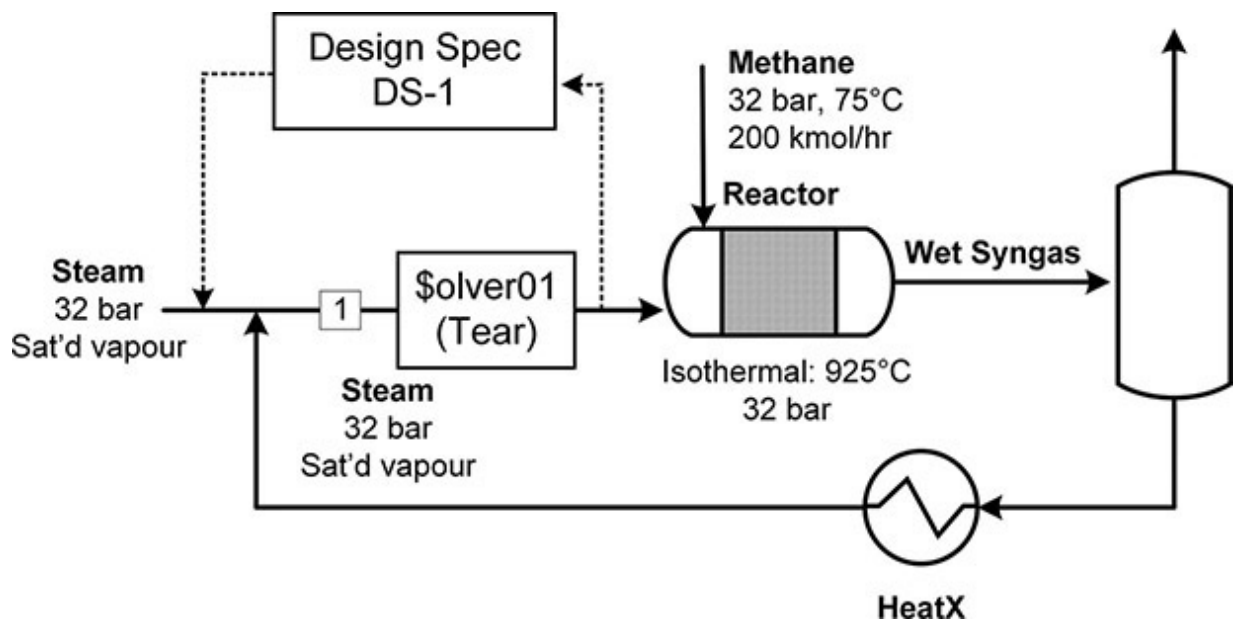 Design Spec
DS-1
Methane
32 bar, 75°C
200 kmol/hr
Reactor
Wet Syngas
Steam
32 bar
Sat'd vapour
1
$olver01
(Tear)
Steam
32 bar
Sat'd vapour
Isothermal: 925°C
32 bar
HeatX